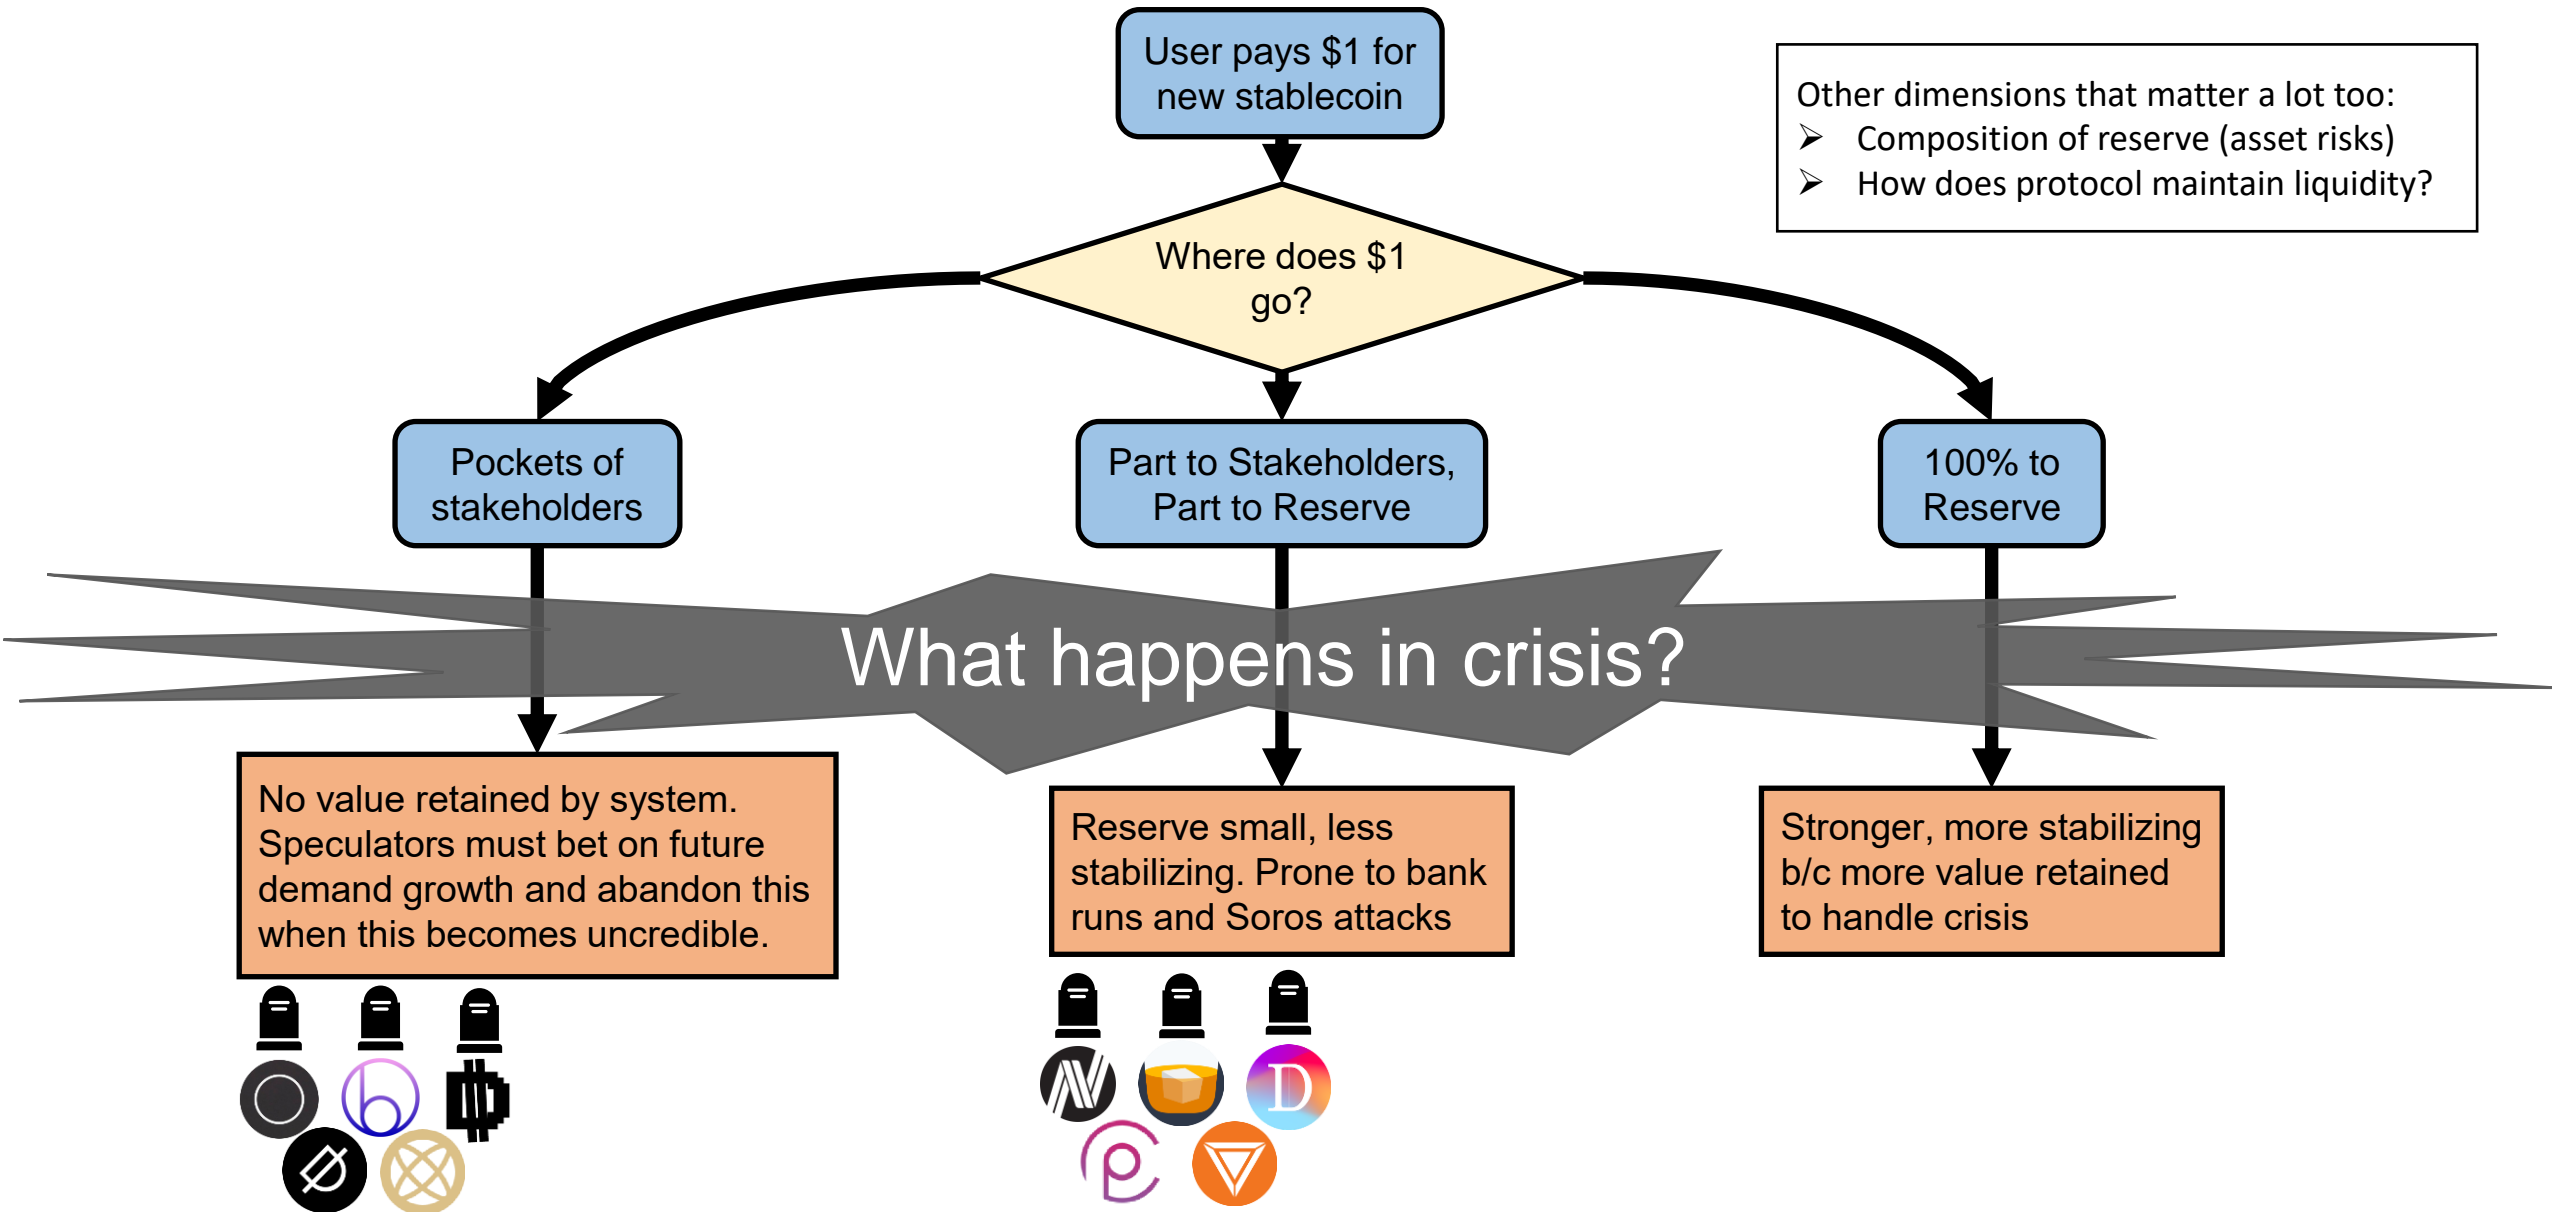 User pays $1 for
new stablecoin
Other dimensions that matter a lot too:
➢ Composition of reserve (asset risks)
➢ How does protocol maintain liquidity?
Where does $1
go?
Pockets of
stakeholders
Part to Stakeholders,
Part to Reserve
100% to
Reserve
What happens in crisis?
No value retained by system.
Speculators must bet on future
demand growth and abandon this
when this becomes uncredible.
Reserve small, less
stabilizing. Prone to bank
runs and Soros attacks
Stronger, more stabilizing
b/c more value retained
to handle crisis
b
D